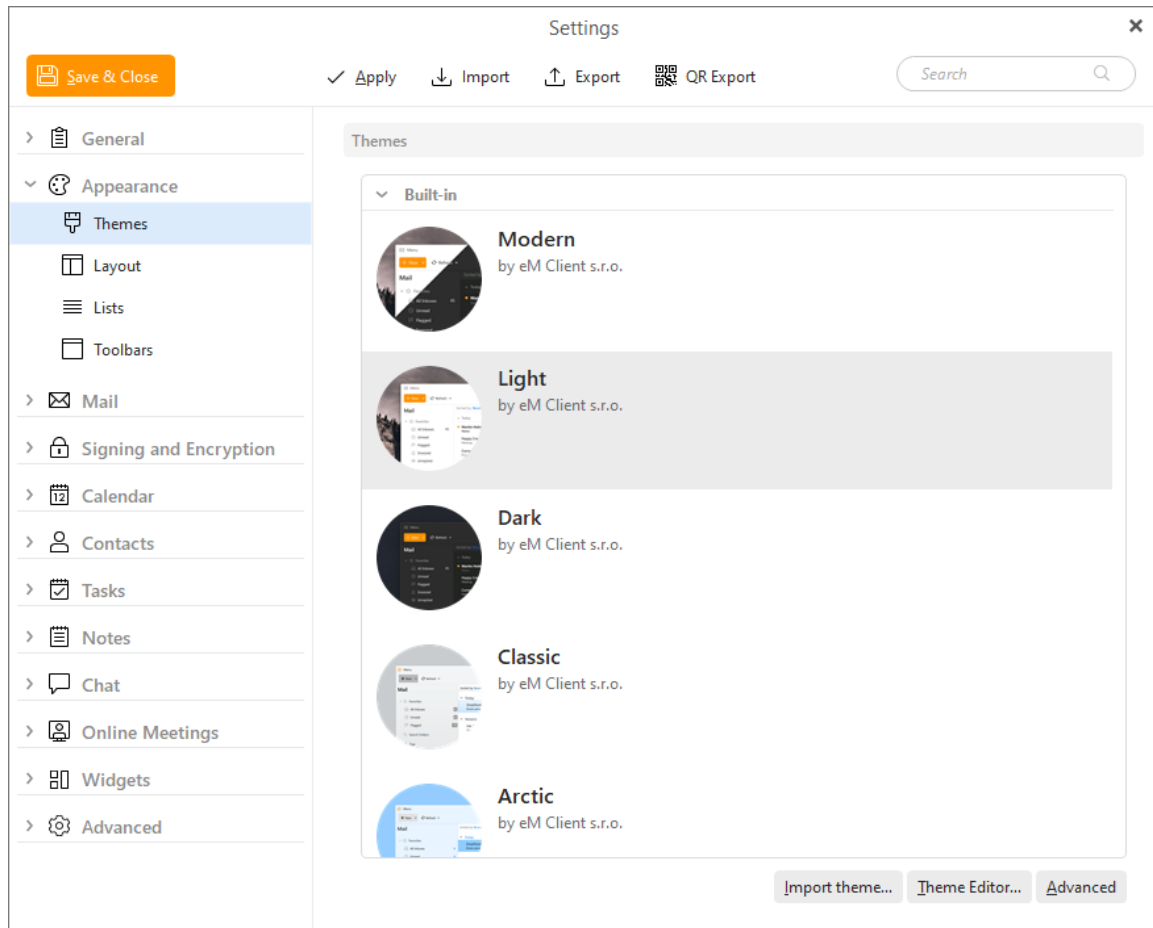 Settings
Save & Close
Apply
Import
Export
QR Export
Search
General
Appearance
Themes
Layout
Lists
Toolbars
Mail
Signing and Encryption
Calendar
Contacts
Tasks
Notes
Chat
Online Meetings
Widgets
Advanced
Themes
Built-in
Modern
by eM Client s.r.o.
Light
by eM Client s.r.o.
Dark
by eM Client s.r.o.
Classic
by eM Client s.r.o.
Arctic
by eM Client s.r.o.
Import theme...
Theme Editor...
Advanced